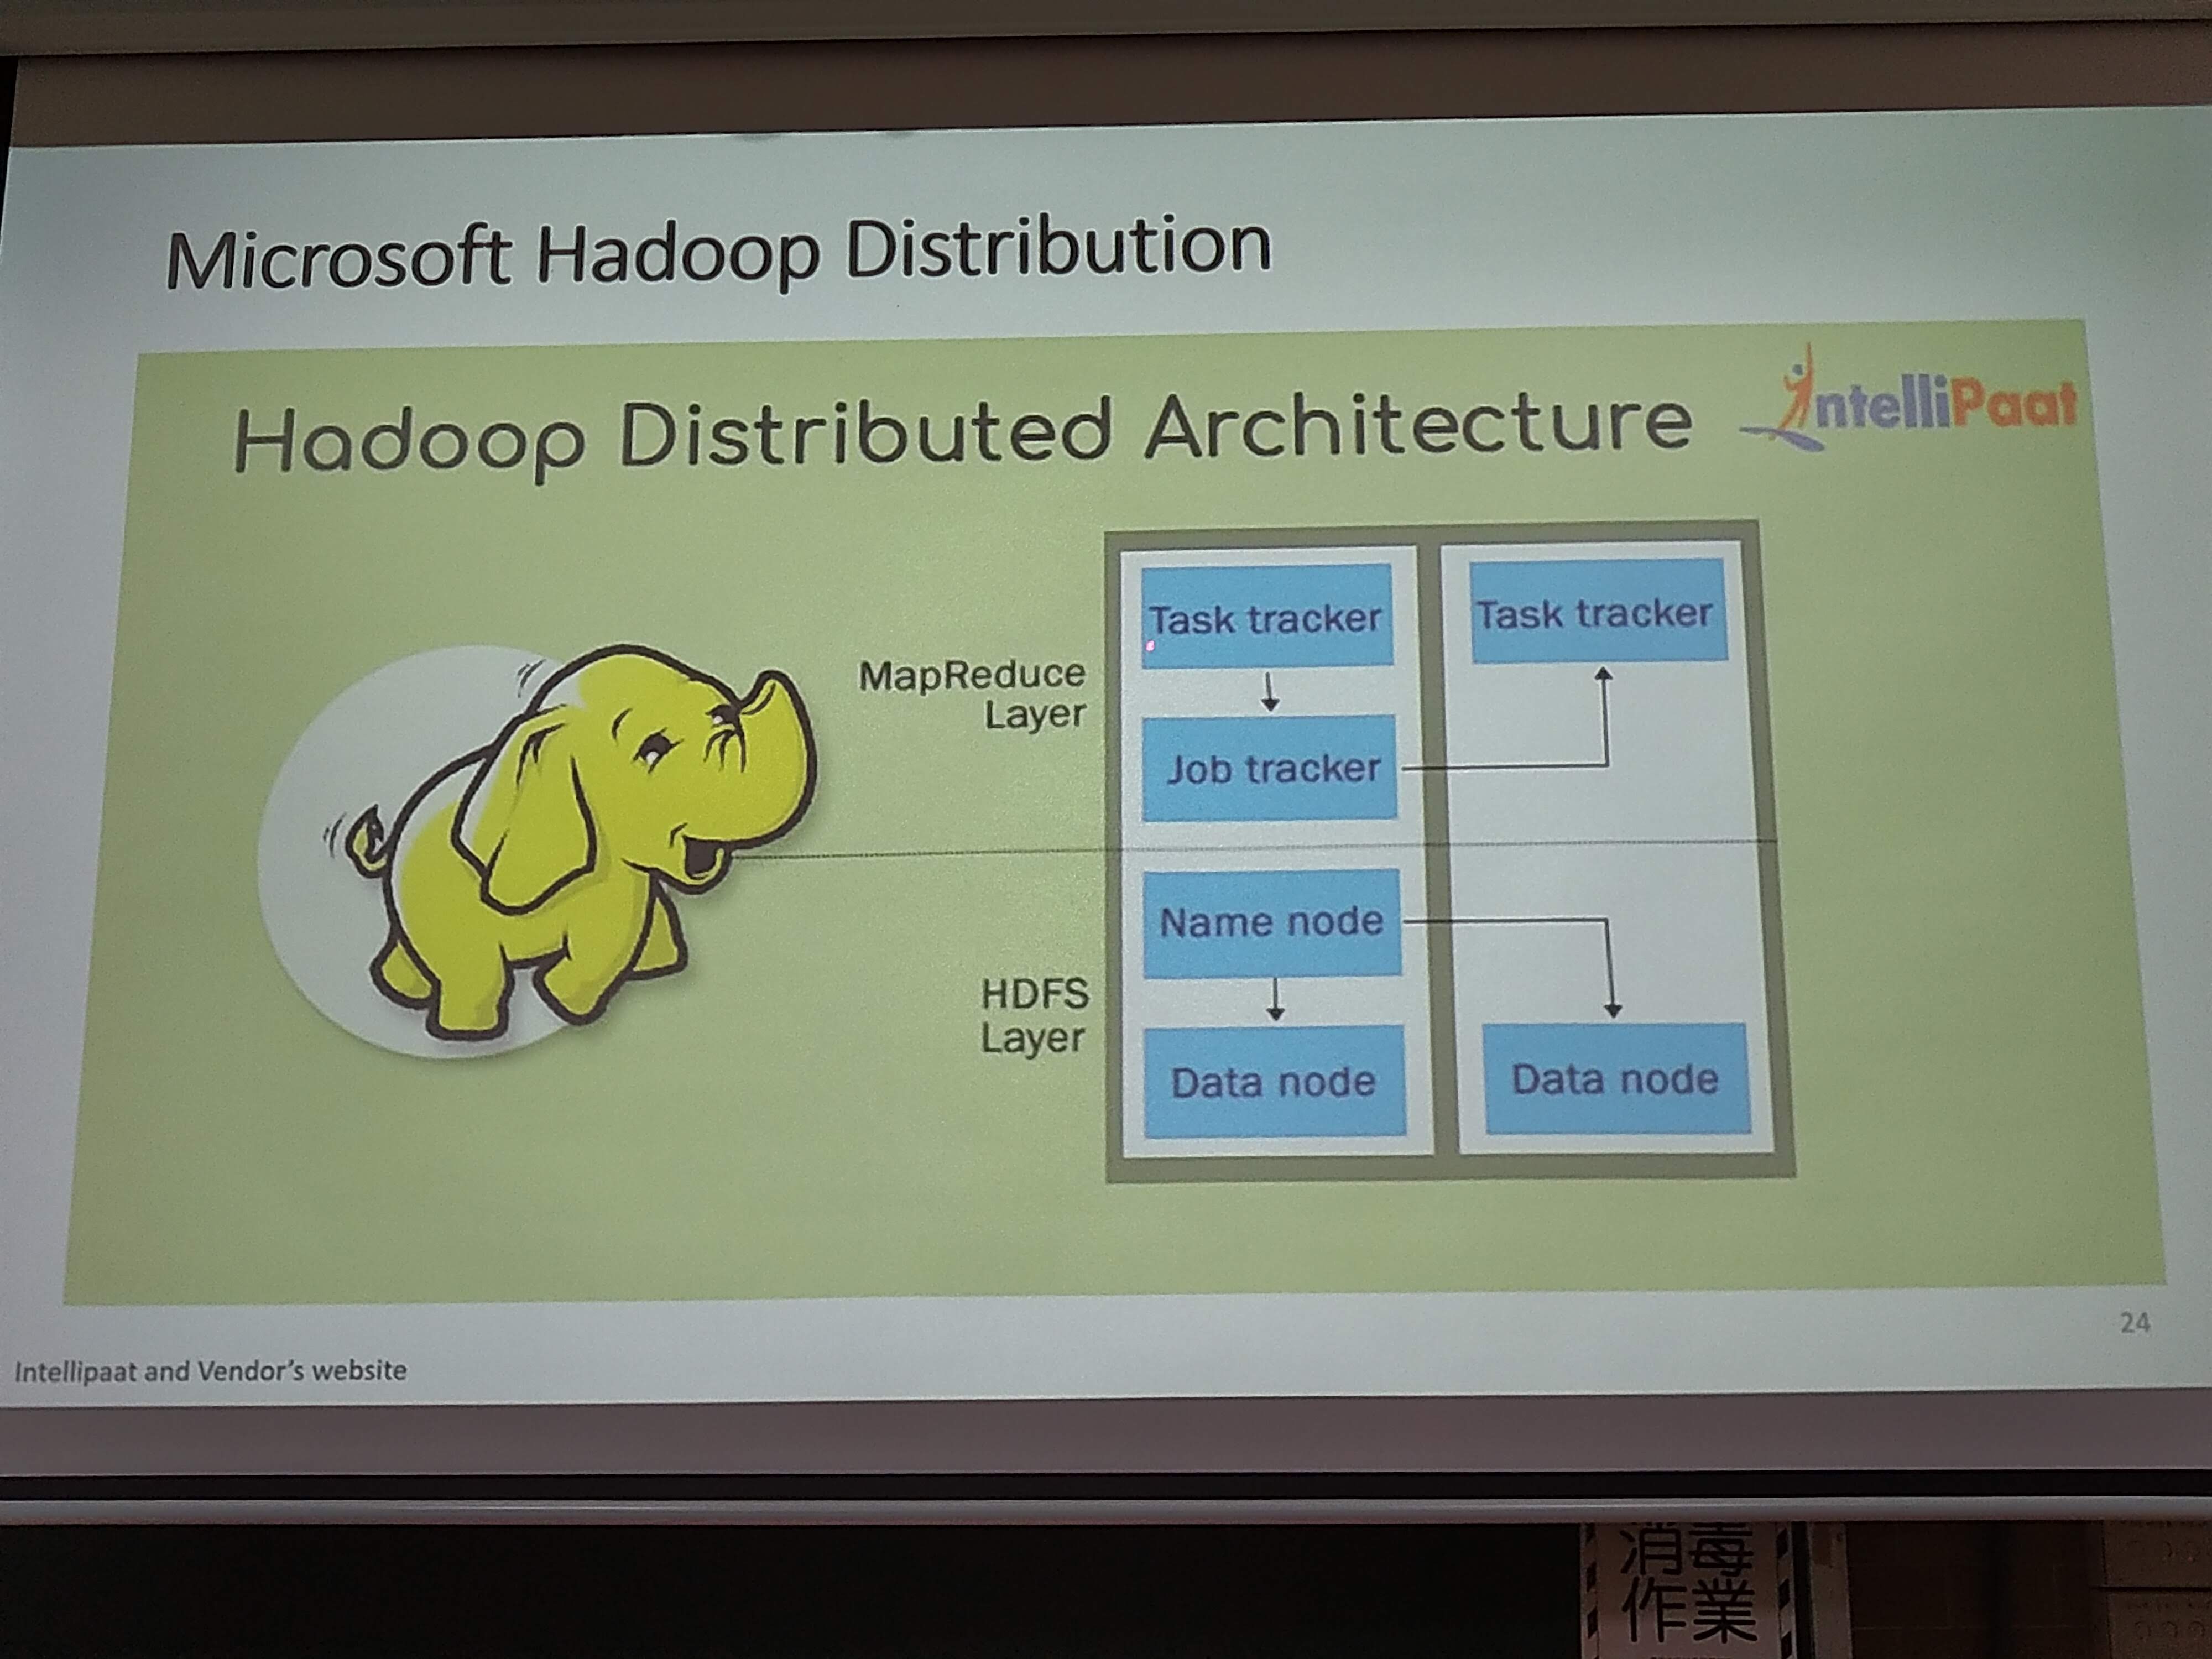 Microsoft Hadoop Distribution
Hadoop Distributed Architecture
IntelliPaat
MapReduce
Layer
Task tracker
Task tracker
Job tracker
Name node
HDFS
Layer
Data node
Data node
24
Intellipaat and Vendor's website
消毒
作業